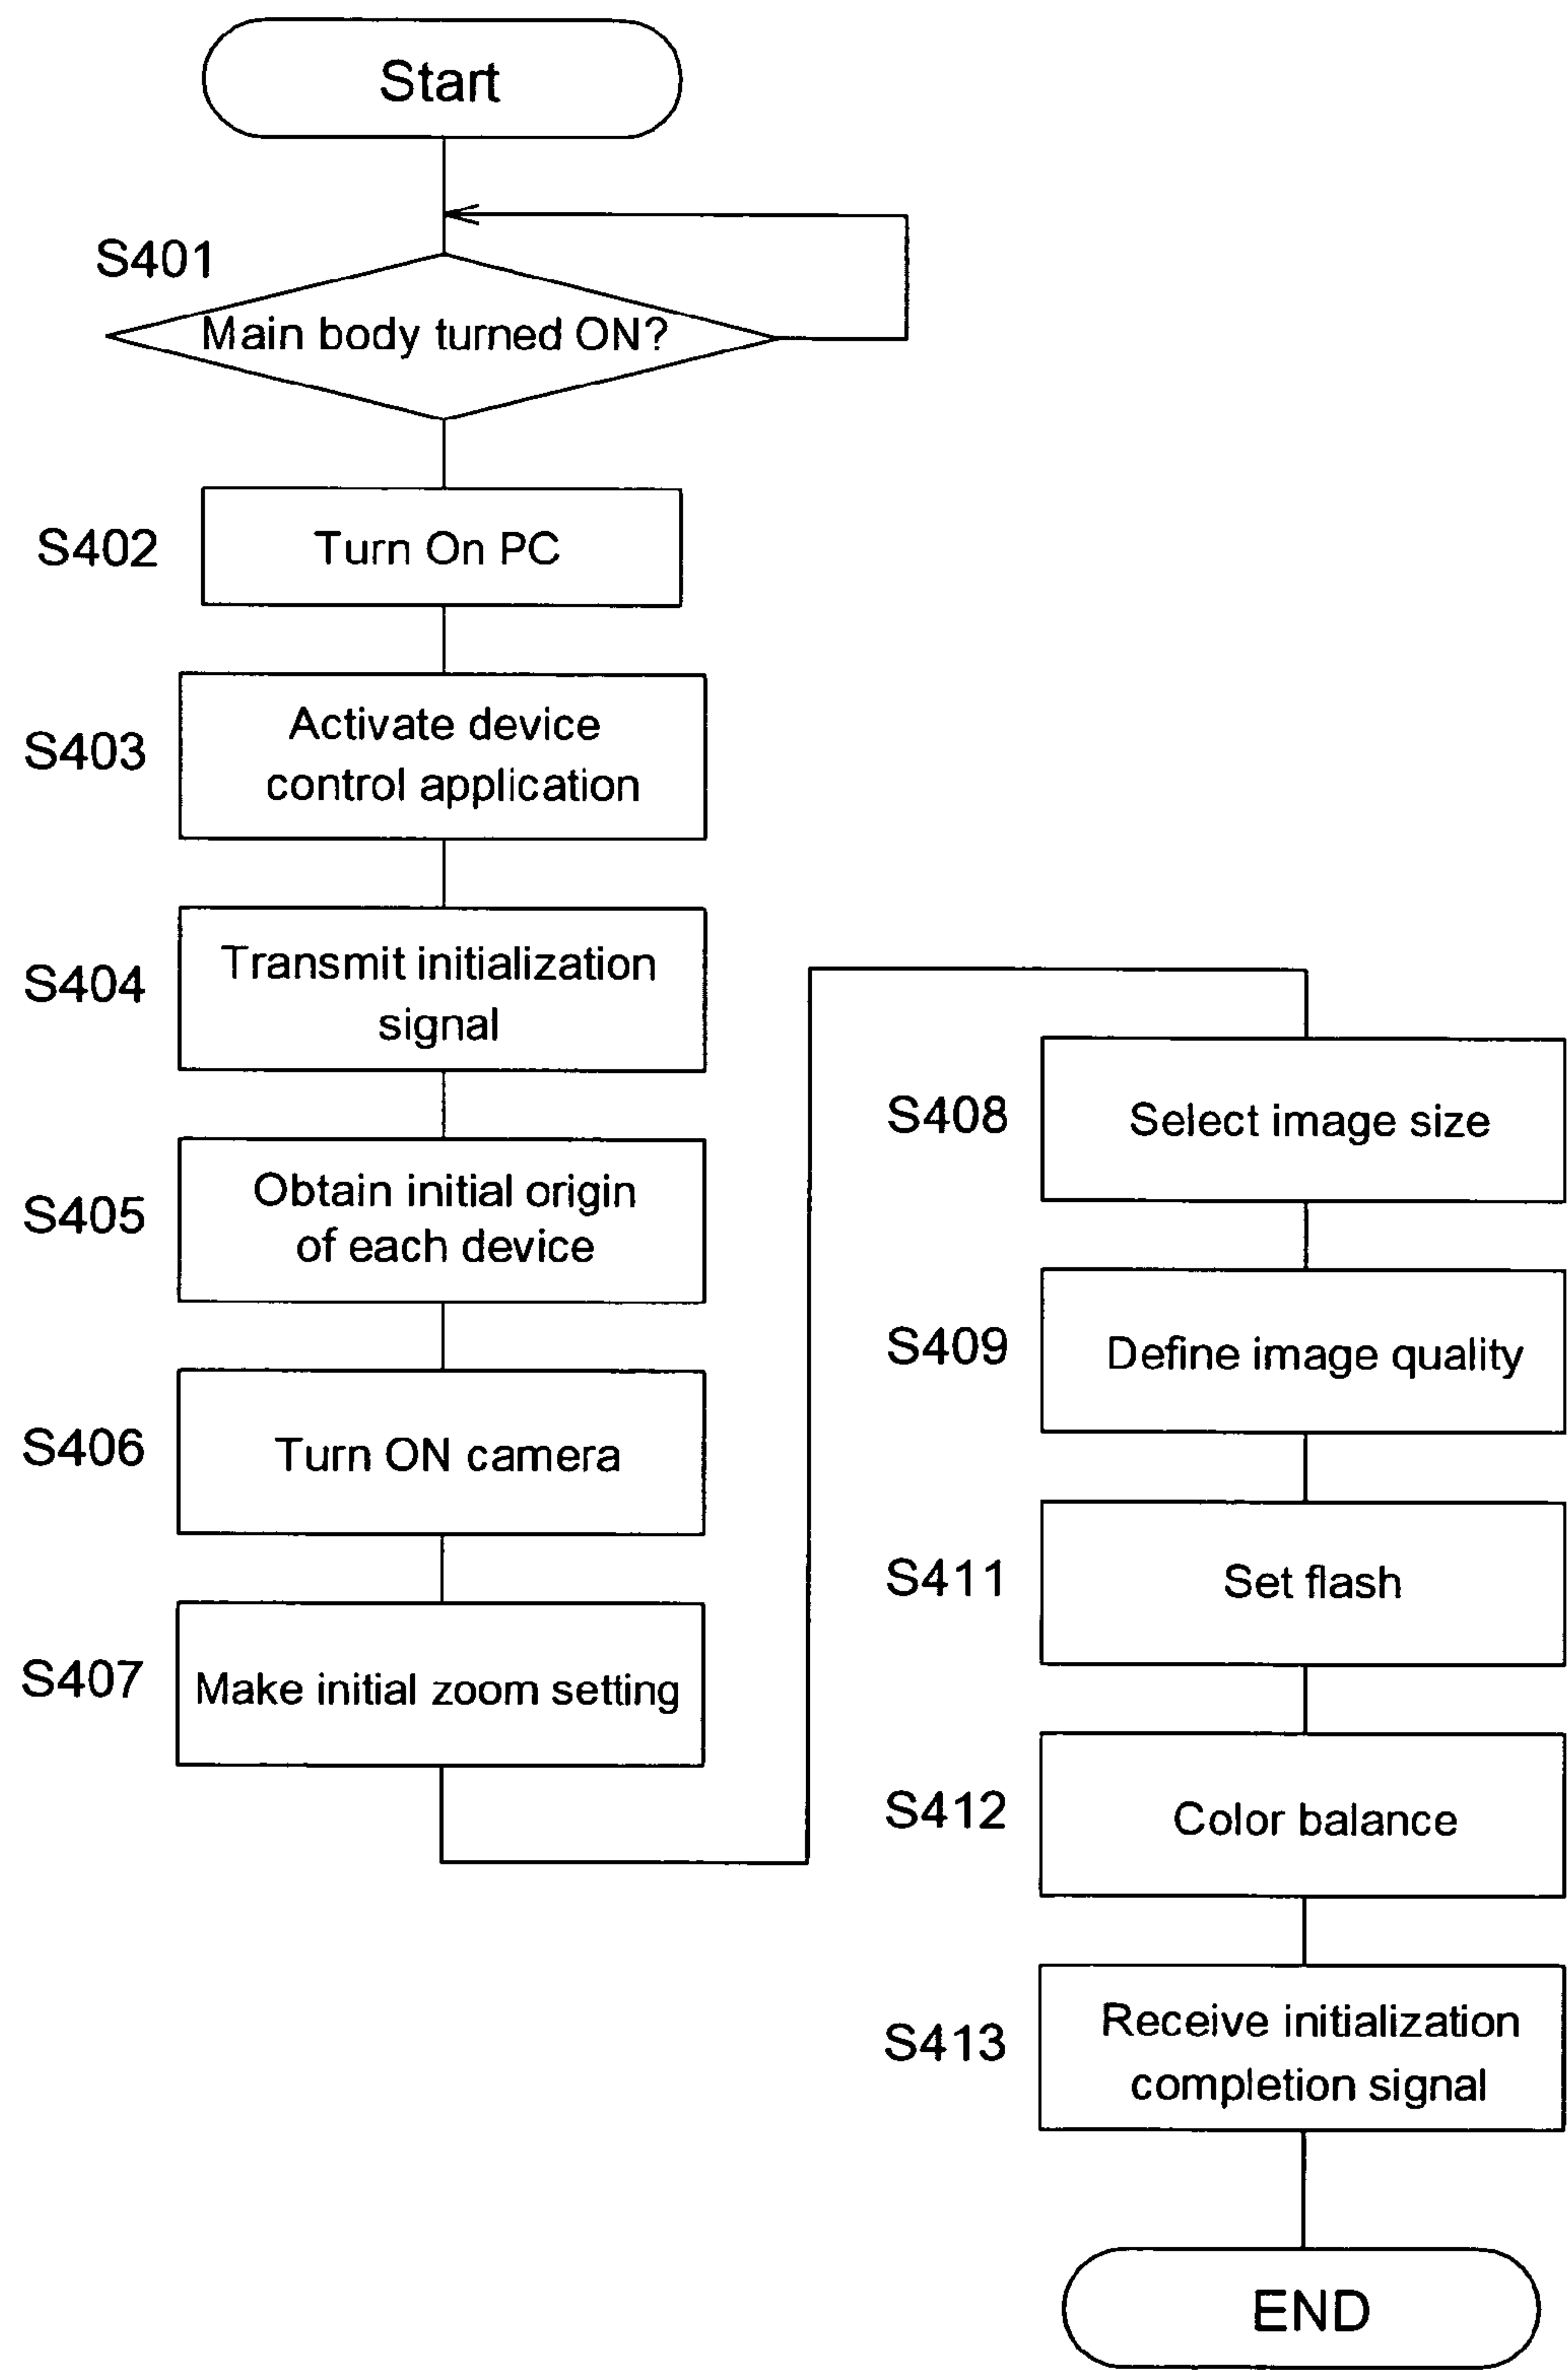 Start
S401
Main body turned ON?
S402
Turn On PC
S403
Activate device
control application
S404
Transmit initialization
signal
S405
Obtain initial origin
of each device
S406
Turn ON camera
S407
Make initial zoom setting
S408
Select image size
S409
Define image quality
S411
Set flash
S412
Color balance
S413
Receive initialization
completion signal
END